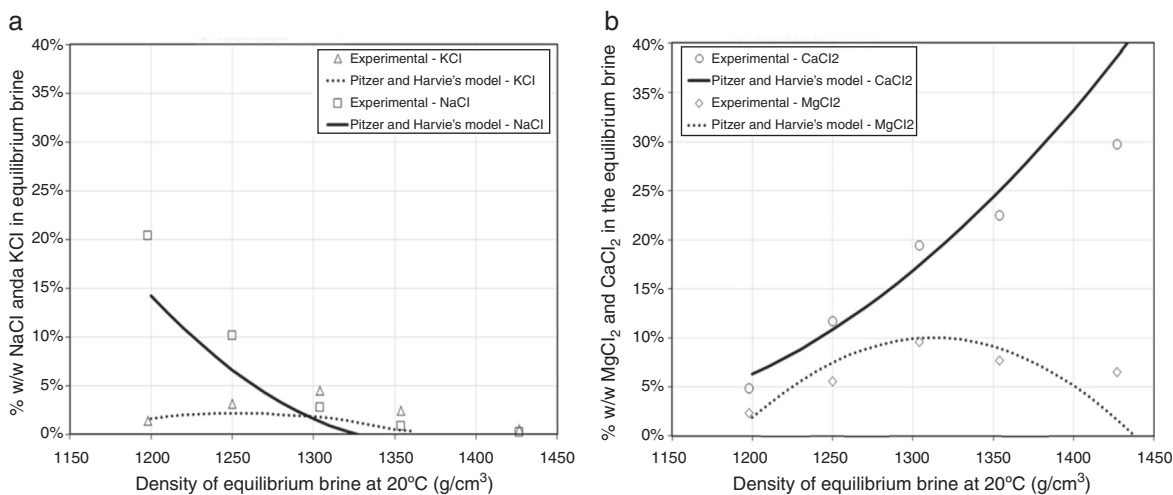 a
40%
35%
30%
25%
20%
15%
10%
5%
0%
1150 1200 1250 1300 1350 1400 1450
% w/w NaCl anda KCl in equilibrium brine
Density of equilibrium brine at 20ºC (g/cm³)
Experimental - KCl
Pitzer and Harvie's model - KCl
Experimental - NaCl
Pitzer and Harvie's model - NaCl
b
40%
35%
30%
25%
20%
15%
10%
5%
0%
1150 1200 1250 1300 1350 1400 1450
% w/w MgCl₂ and CaCl₂ in the equilibrium brine
Density of equilibrium brine at 20ºC (g/cm³)
Experimental - CaCl2
Pitzer and Harvie's model - CaCl2
Experimental - MgCl2
Pitzer and Harvie's model - MgCl2